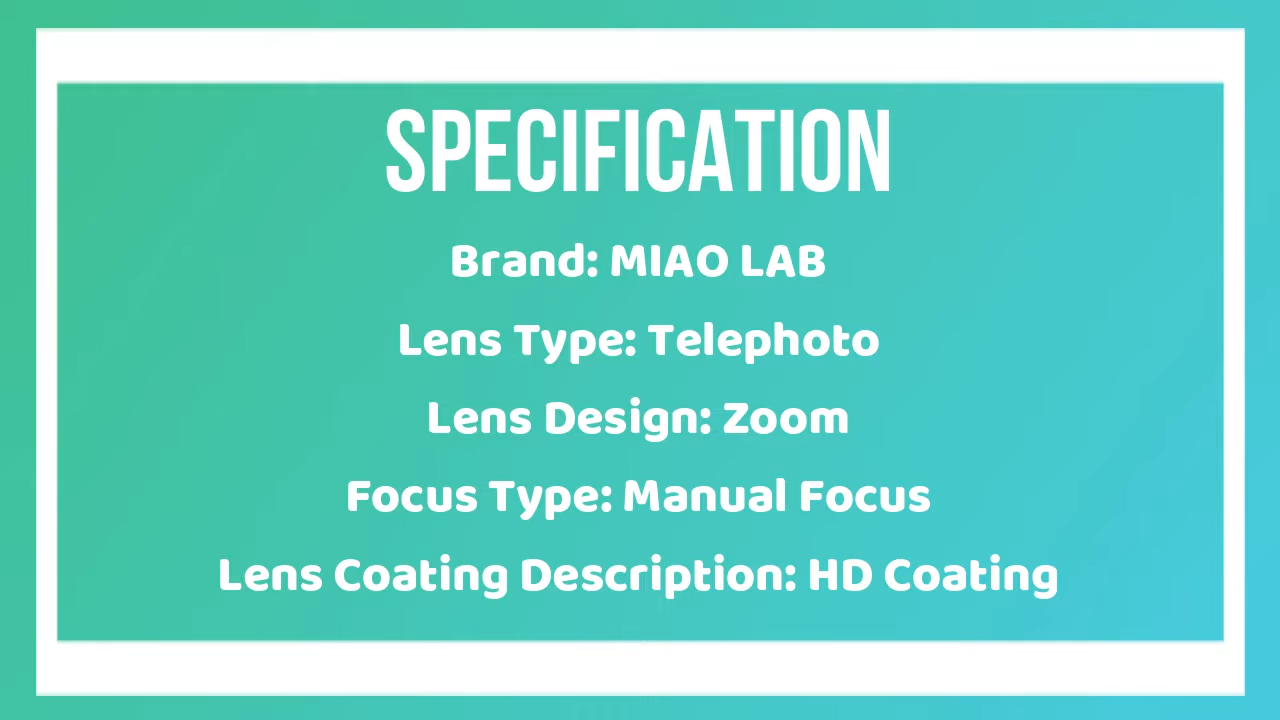 SPECIFICATION
Brand: MIAO LAB
Lens Type: Telephoto
Lens Design: Zoom
Focus Type: Manual Focus
Lens Coating Description: HD Coating